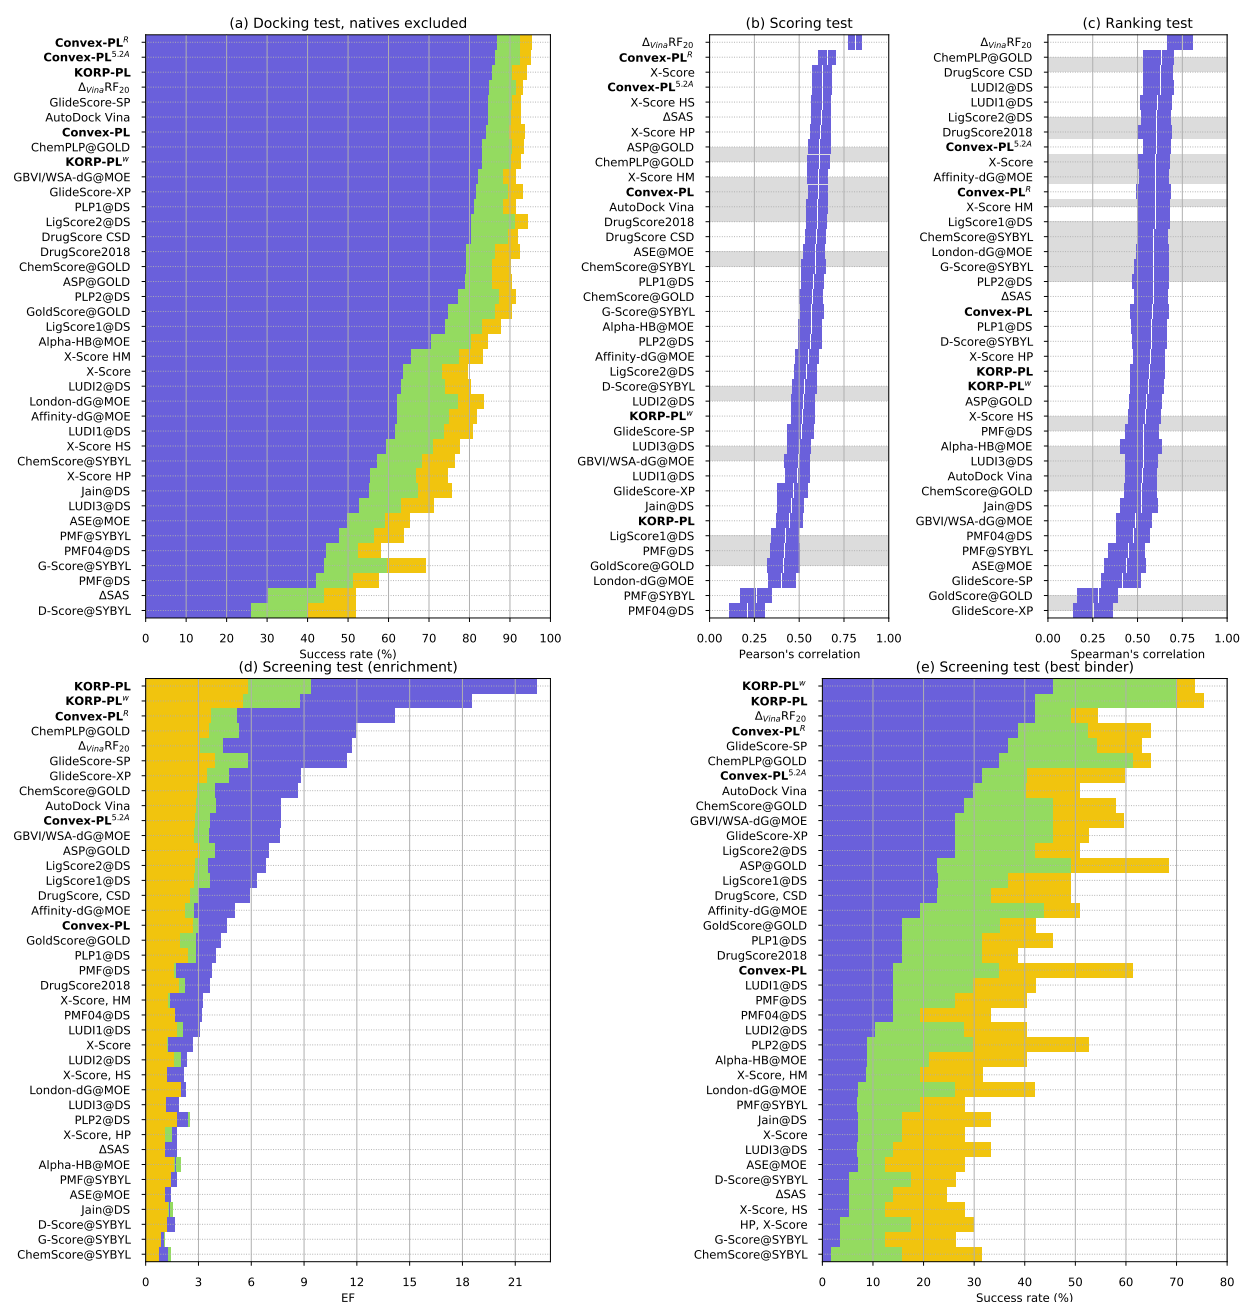 (a) Docking test, natives excluded
Convex-PL^R
Convex-PL^5.2A
KORP-PL
Δ_VinaRF_20
GlideScore-SP
AutoDock Vina
Convex-PL
ChemPLP@GOLD
KORP-PL^w
GBVI/WSA-dG@MOE
GlideScore-XP
PLP1@DS
LigScore2@DS
DrugScore CSD
DrugScore2018
ChemScore@GOLD
ASP@GOLD
PLP2@DS
GoldScore@GOLD
LigScore1@DS
Alpha-HB@MOE
X-Score HM
X-Score
LUDI2@DS
London-dG@MOE
Affinity-dG@MOE
LUDI1@DS
X-Score HS
ChemScore@SYBYL
X-Score HP
Jain@DS
LUDI3@DS
ASE@MOE
PMF@SYBYL
PMF04@DS
G-Score@SYBYL
PMF@DS
ΔSAS
D-Score@SYBYL
0 10 20 30 40 50 60 70 80 90 100
Success rate (%)
(b) Scoring test
Δ_VinaRF_20
Convex-PL^R
X-Score
Convex-PL^5.2A
X-Score HS
ΔSAS
X-Score HP
ASP@GOLD
ChemPLP@GOLD
X-Score HM
Convex-PL
AutoDock Vina
DrugScore2018
DrugScore CSD
ASE@MOE
ChemScore@SYBYL
PLP1@DS
ChemScore@GOLD
G-Score@SYBYL
Alpha-HB@MOE
PLP2@DS
Affinity-dG@MOE
LigScore2@DS
D-Score@SYBYL
LUDI2@DS
KORP-PL^w
GlideScore-SP
LUDI3@DS
GBVI/WSA-dG@MOE
LUDI1@DS
GlideScore-XP
Jain@DS
KORP-PL
LigScore1@DS
PMF@DS
GoldScore@GOLD
London-dG@MOE
PMF@SYBYL
PMF04@DS
0.00 0.25 0.50 0.75 1.00
Pearson's correlation
(c) Ranking test
Δ_VinaRF_20
ChemPLP@GOLD
DrugScore CSD
LUDI2@DS
LUDI1@DS
LigScore2@DS
DrugScore2018
Convex-PL^5.2A
X-Score
Affinity-dG@MOE
Convex-PL^R
X-Score HM
LigScore1@DS
ChemScore@SYBYL
London-dG@MOE
G-Score@SYBYL
PLP2@DS
ΔSAS
Convex-PL
PLP1@DS
D-Score@SYBYL
X-Score HP
KORP-PL
KORP-PL^w
ASP@GOLD
X-Score HS
PMF@DS
Alpha-HB@MOE
LUDI3@DS
AutoDock Vina
ChemScore@GOLD
Jain@DS
GBVI/WSA-dG@MOE
PMF04@DS
PMF@SYBYL
ASE@MOE
GlideScore-SP
GoldScore@GOLD
GlideScore-XP
0.00 0.25 0.50 0.75 1.00
Spearman's correlation
(d) Screening test (enrichment)
KORP-PL
KORP-PL^w
Convex-PL^R
ChemPLP@GOLD
Δ_VinaRF_20
GlideScore-SP
GlideScore-XP
ChemScore@GOLD
AutoDock Vina
Convex-PL^5.2A
GBVI/WSA-dG@MOE
ASP@GOLD
LigScore2@DS
LigScore1@DS
DrugScore, CSD
Affinity-dG@MOE
Convex-PL
GoldScore@GOLD
PLP1@DS
PMF@DS
DrugScore2018
X-Score, HM
PMF04@DS
LUDI1@DS
X-Score
LUDI2@DS
X-Score, HS
London-dG@MOE
LUDI3@DS
PLP2@DS
X-Score, HP
ΔSAS
Alpha-HB@MOE
PMF@SYBYL
ASE@MOE
Jain@DS
D-Score@SYBYL
G-Score@SYBYL
ChemScore@SYBYL
0 3 6 9 12 15 18 21
EF
(e) Screening test (best binder)
KORP-PL^w
KORP-PL
Δ_VinaRF_20
Convex-PL^R
GlideScore-SP
ChemPLP@GOLD
Convex-PL^5.2A
AutoDock Vina
ChemScore@GOLD
GBVI/WSA-dG@MOE
GlideScore-XP
LigScore2@DS
ASP@GOLD
LigScore1@DS
DrugScore, CSD
Affinity-dG@MOE
GoldScore@GOLD
PLP1@DS
DrugScore2018
Convex-PL
LUDI1@DS
PMF@DS
PMF04@DS
LUDI2@DS
PLP2@DS
Alpha-HB@MOE
X-Score, HM
London-dG@MOE
PMF@SYBYL
Jain@DS
X-Score
LUDI3@DS
ASE@MOE
D-Score@SYBYL
ΔSAS
X-Score, HS
HP, X-Score
G-Score@SYBYL
ChemScore@SYBYL
0 10 20 30 40 50 60 70 80
Success rate (%)